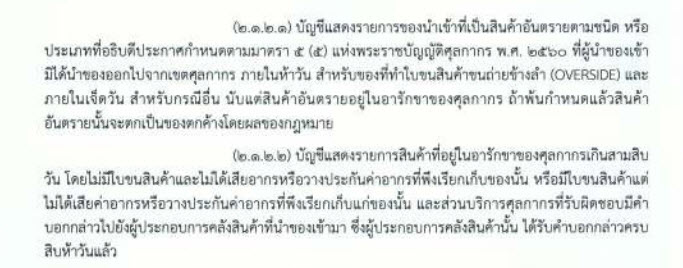 (๒.๑.๒.๑) บัญชีแสดงรายการของนำเข้าที่เป็นสินค้าอันตรายตามชนิด หรือ
ประเภทที่อธิบดีประกาศกำหนดตามมาตรา ๕ (๕) แห่งพระราชบัญญัติศุลกากร พ.ศ. ๒๕๖๐ ที่ผู้นำของเข้า
มิได้นำของออกไปจากเขตศุลกากร ภายในห้าวัน สำหรับของที่ทำใบขนสินค้าขนถ่ายข้างลำ (OVERSIDE) และ
ภายในเจ็ดวัน สำหรับกรณีอื่น นับแต่สินค้าอันตรายอยู่ในอารักขาของศุลกากร ถ้าพ้นกำหนดแล้วสินค้า
อันตรายนั้นจะตกเป็นของตกค้างโดยผลของกฎหมาย
(๒.๑.๒.๒) บัญชีแสดงรายการสินค้าที่อยู่ในอารักขาของศุลกากรเกินสามสิบ
วัน โดยไม่มีใบขนสินค้าและไม่ได้เสียอากรหรือวางประกันค่าอากรที่พึงเรียกเก็บของนั้น หรือมีใบขนสินค้าแต่
ไม่ได้เสียค่าอากรหรือวางประกันค่าอากรที่พึงเรียกเก็บแก่ของนั้น และส่วนบริการศุลกากรที่รับผิดชอบมีคำ
บอกกล่าวไปยังผู้ประกอบการคลังสินค้าที่นำของเข้ามา ซึ่งผู้ประกอบการคลังสินค้านั้น ได้รับคำบอกกล่าวครบ
สิบห้าวันแล้ว